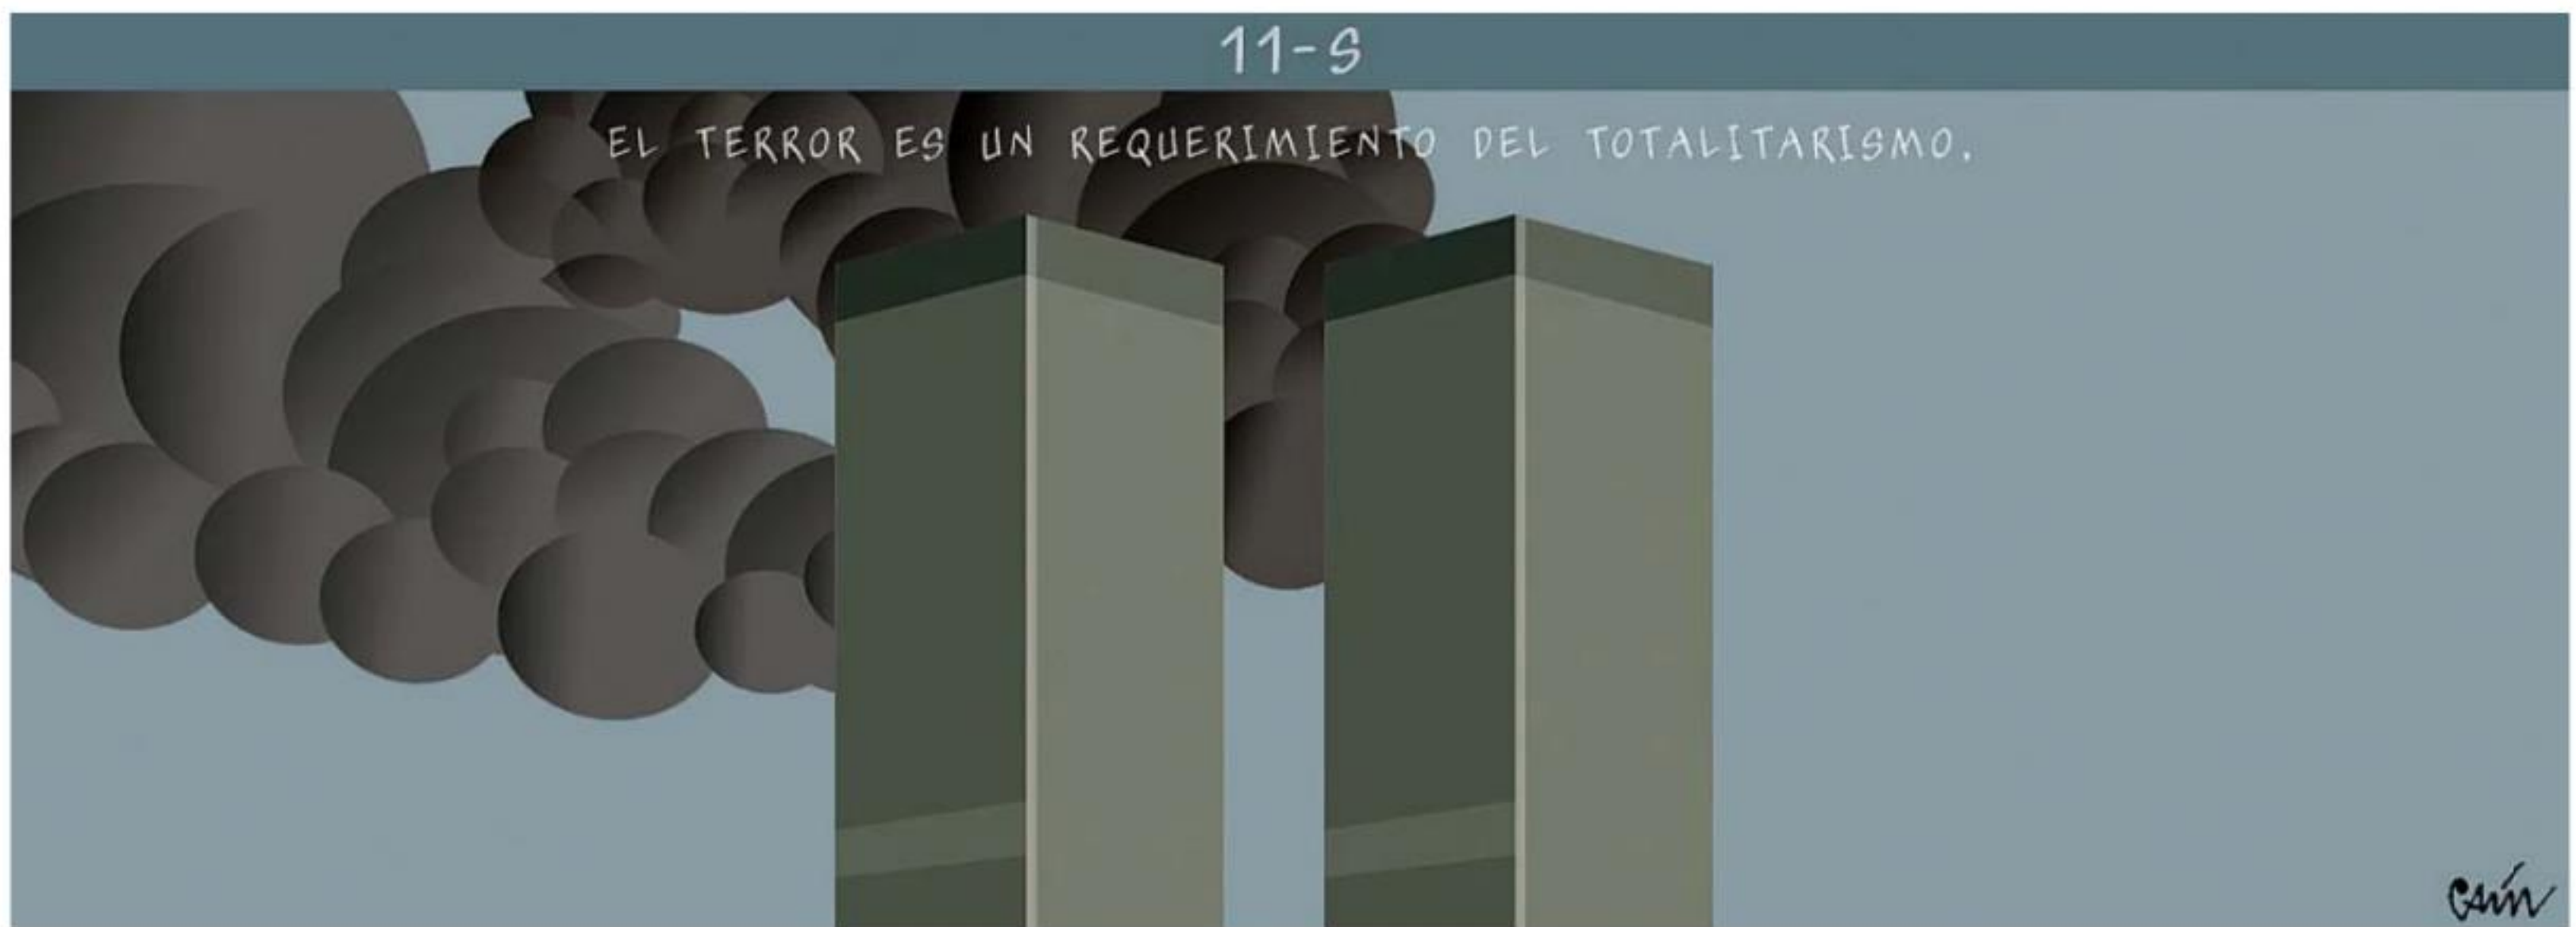 11-S
EL TERROR ES UN REQUERIMIENTO DEL TOTALITARISMO.
CAÍN